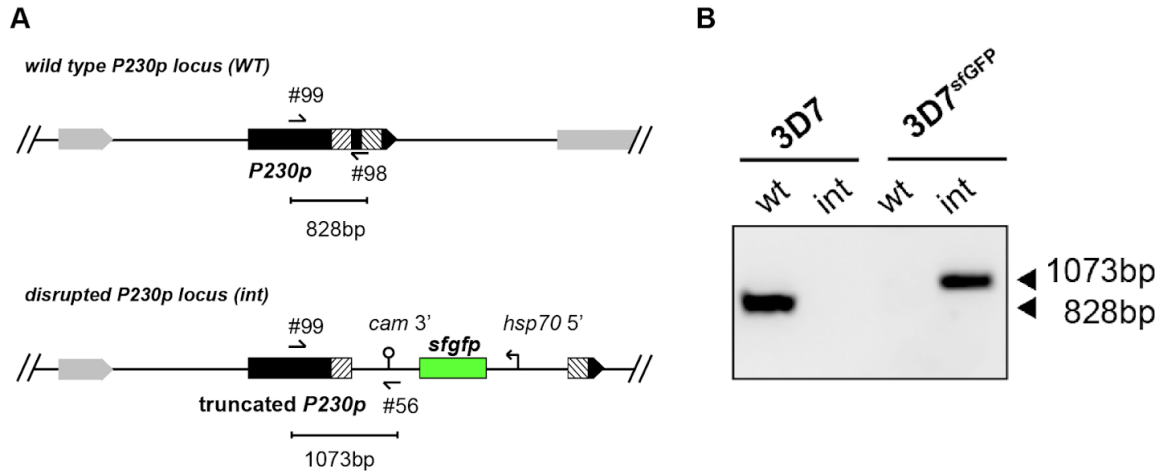 A
wild type P230p locus (WT)
#99
P230p
#98
828bp
disrupted P230p locus (int)
#99
cam 3’
sfgfp
hsp70 5’
truncated P230p
#56
1073bp
B
3D7
3D7sfGFP
wt
int
wt
int
1073bp
828bp